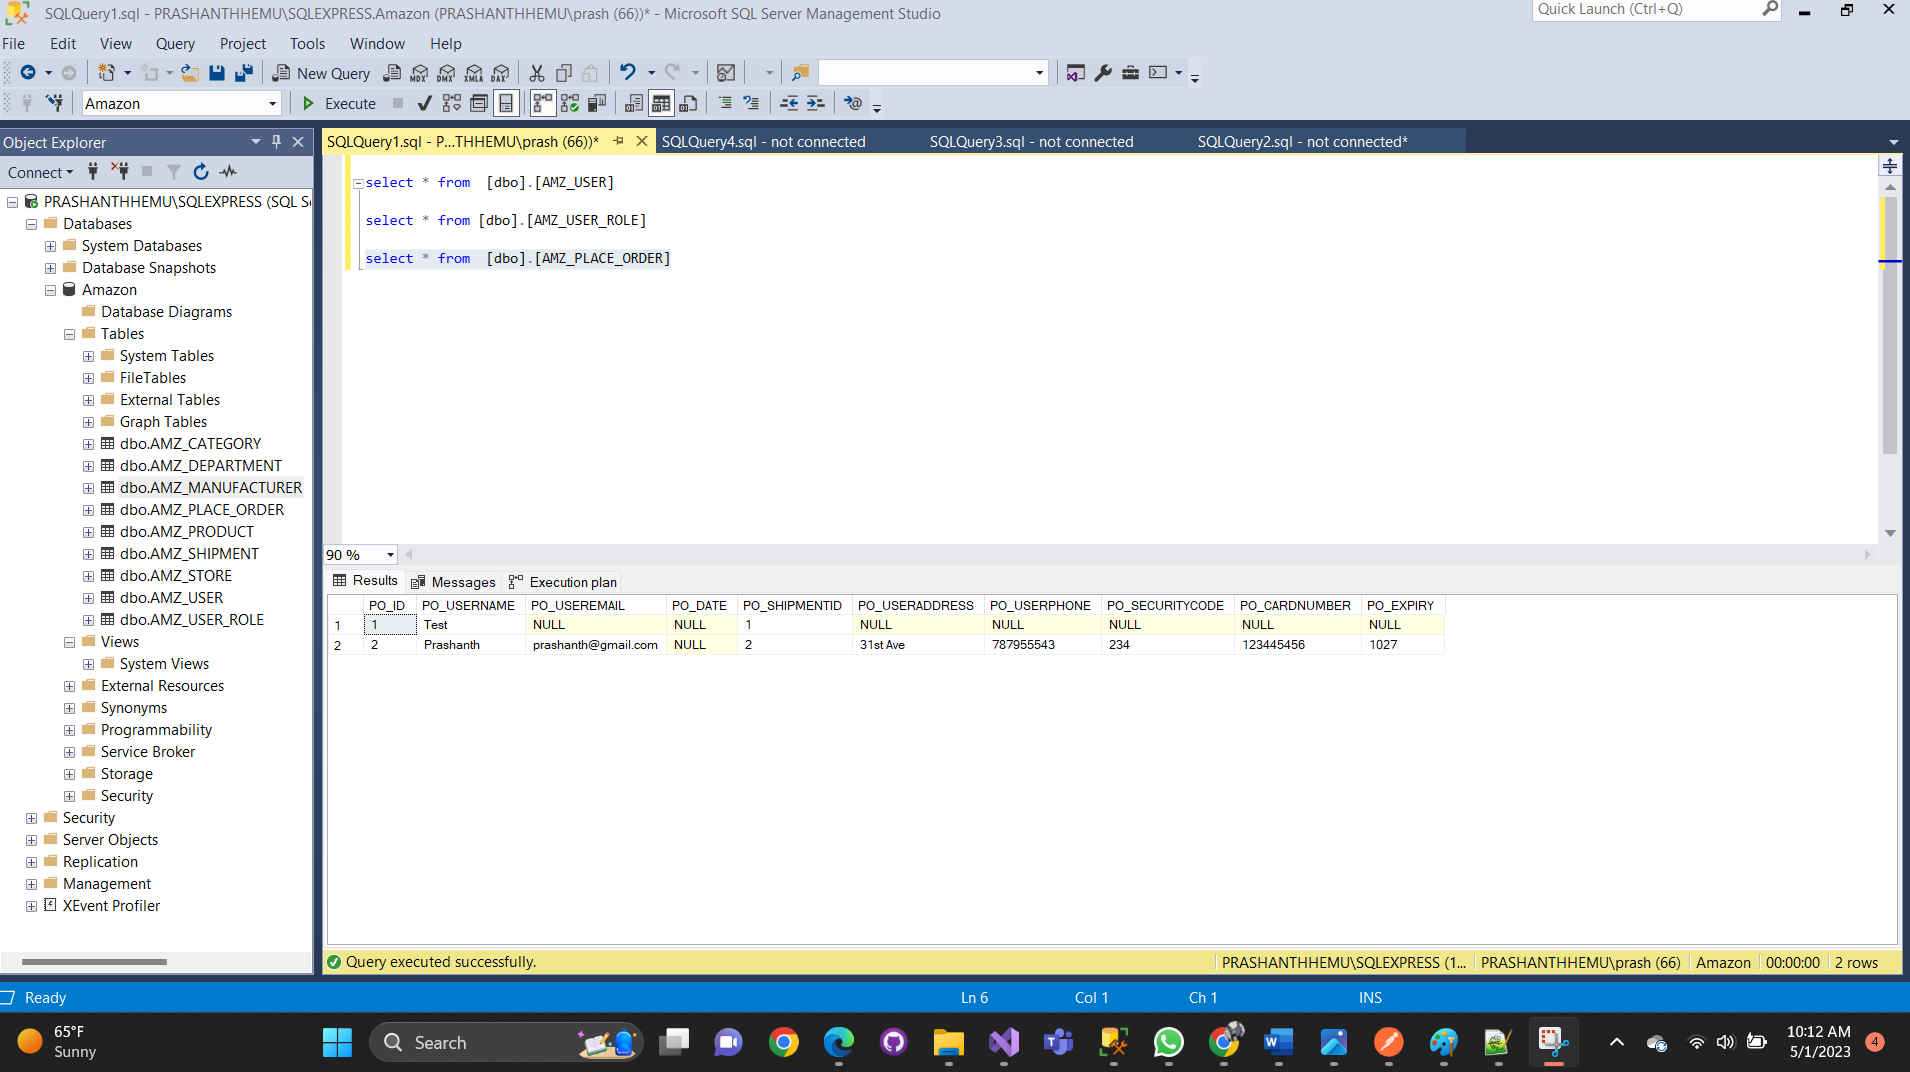 SQLQuery1.sql - PRASHANTHHEMU\SQLEXPRESS.Amazon (PRASHANTHHEMU\prash (66))* - Microsoft SQL Server Management Studio
Quick Launch (Ctrl+Q)
File Edit View Query Project Tools Window Help
New Query MDX DMX XMLA DAX
Amazon Execute
Object Explorer
Connect
PRASHANTHHEMU\SQLEXPRESS (SQL S
Databases
System Databases
Database Snapshots
Amazon
Database Diagrams
Tables
System Tables
FileTables
External Tables
Graph Tables
dbo.AMZ_CATEGORY
dbo.AMZ_DEPARTMENT
dbo.AMZ_MANUFACTURER
dbo.AMZ_PLACE_ORDER
dbo.AMZ_PRODUCT
dbo.AMZ_SHIPMENT
dbo.AMZ_STORE
dbo.AMZ_USER
dbo.AMZ_USER_ROLE
Views
System Views
External Resources
Synonyms
Programmability
Service Broker
Storage
Security
Security
Server Objects
Replication
Management
XEvent Profiler
SQLQuery1.sql - P...THHEMU\prash (66))* SQLQuery4.sql - not connected SQLQuery3.sql - not connected SQLQuery2.sql - not connected*
select * from  [dbo].[AMZ_USER]
select * from [dbo].[AMZ_USER_ROLE]
select * from  [dbo].[AMZ_PLACE_ORDER]
90 %
Results Messages Execution plan
PO_ID PO_USERNAME PO_USEREMAIL PO_DATE PO_SHIPMENTID PO_USERADDRESS PO_USERPHONE PO_SECURITYCODE PO_CARDNUMBER PO_EXPIRY
1 1 Test NULL NULL 1 NULL NULL NULL NULL NULL
2 2 Prashanth prashanth@gmail.com NULL 2 31st Ave 787955543 234 123445456 1027
Query executed successfully. PRASHANTHHEMU\SQLEXPRESS (1... PRASHANTHHEMU\prash (66) Amazon 00:00:00 2 rows
Ready Ln 6 Col 1 Ch 1 INS
65°F
Sunny
Search
10:12 AM
5/1/2023
4